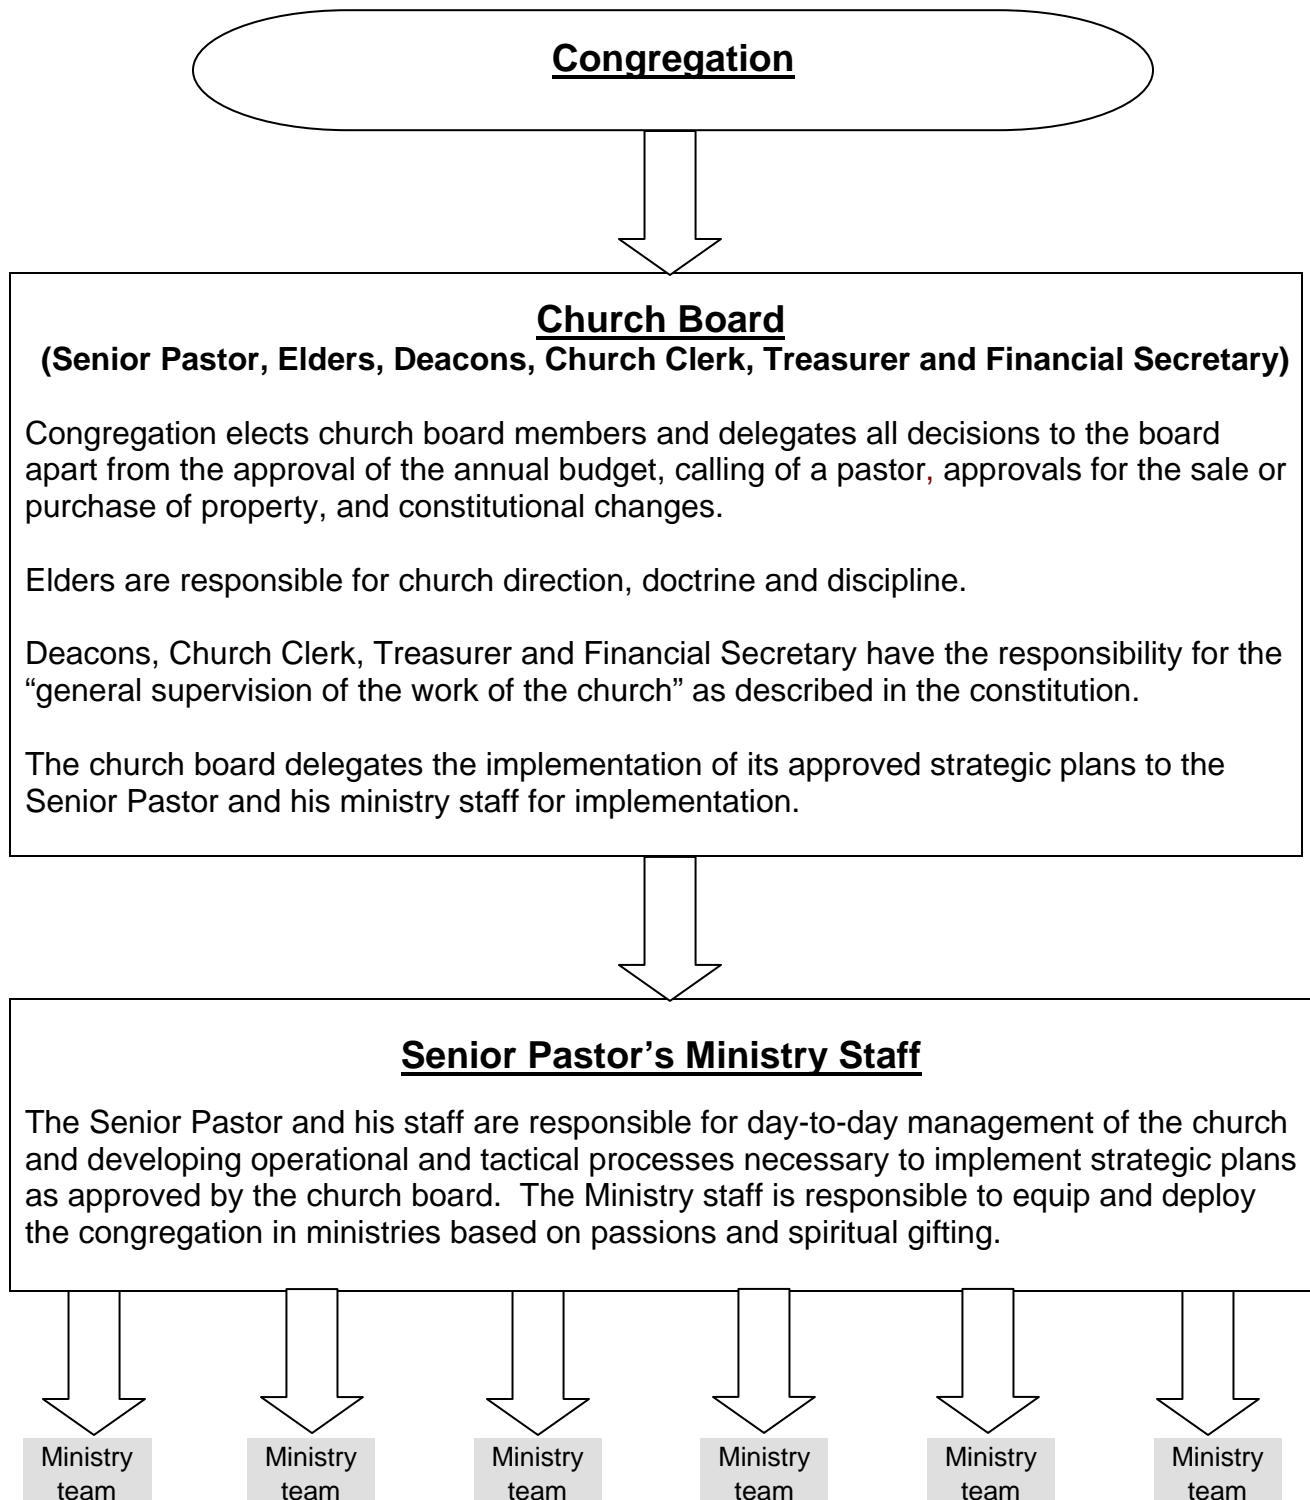 Congregation
Church Board
(Senior Pastor, Elders, Deacons, Church Clerk, Treasurer and Financial Secretary)
Congregation elects church board members and delegates all decisions to the board
apart from the approval of the annual budget, calling of a pastor, approvals for the sale or
purchase of property, and constitutional changes.
Elders are responsible for church direction, doctrine and discipline.
Deacons, Church Clerk, Treasurer and Financial Secretary have the responsibility for the
“general supervision of the work of the church” as described in the constitution.
The church board delegates the implementation of its approved strategic plans to the
Senior Pastor and his ministry staff for implementation.
Senior Pastor’s Ministry Staff
The Senior Pastor and his staff are responsible for day-to-day management of the church
and developing operational and tactical processes necessary to implement strategic plans
as approved by the church board.  The Ministry staff is responsible to equip and deploy
the congregation in ministries based on passions and spiritual gifting.
Ministry
team
Ministry
team
Ministry
team
Ministry
team
Ministry
team
Ministry
team